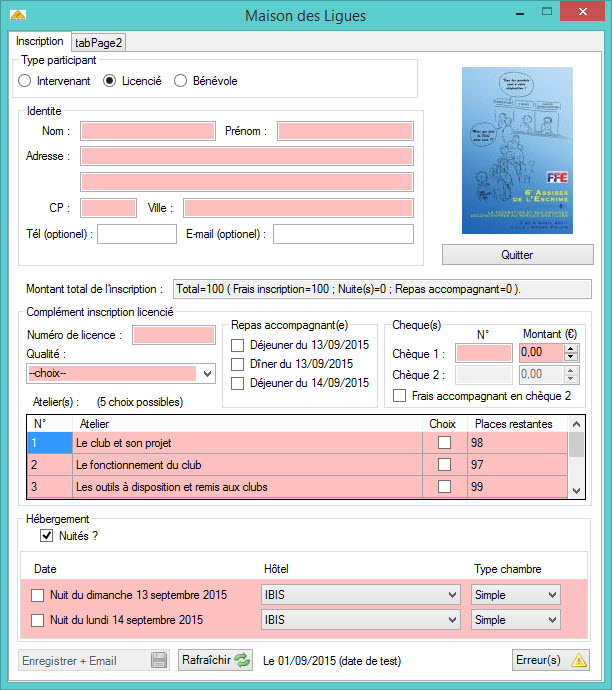 Maison des Ligues
Inscription tabPage2
Type participant
Intervenant Licencié Bénévole
Identite
Nom : Prénom :
Adresse :
CP : Ville :
Tél (optionel) : E-mail (optionel) :
FFE
6e Assises
de l'Escrime
Quitter
Montant total de l'inscription : Total=100 ( Frais inscription=100 ; Nuite(s)=0 ; Repas accompagnant=0 ).
Complément inscription licencié
Numéro de licence :
Qualité :
--choix--
Repas accompagnant(e)
Déjeuner du 13/09/2015
Dîner du 13/09/2015
Déjeuner du 14/09/2015
Cheque(s)
N° Montant (€)
Chèque 1 : 0,00
Chèque 2 : 0,00
Frais accompagnant en chèque 2
Atelier(s) : (5 choix possibles)
N° Atelier Choix Places restantes
1 Le club et son projet 98
2 Le fonctionnement du club 97
3 Les outils à disposition et remis aux clubs 99
Hébergement
Nuités ?
Date Hôtel Type chambre
Nuit du dimanche 13 septembre 2015 IBIS Simple
Nuit du lundi 14 septembre 2015 IBIS Simple
Enregistrer + Email Rafraîchir Le 01/09/2015 (date de test) Erreur(s)